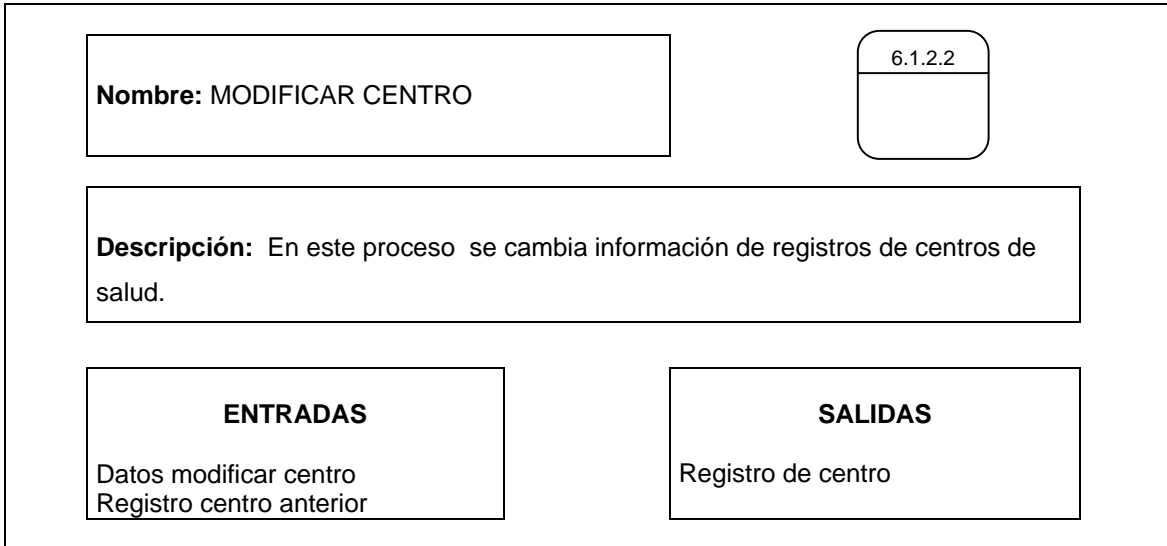 6.1.2.2
Nombre: MODIFICAR CENTRO
Descripción: En este proceso se cambia información de registros de centros de
salud.
ENTRADAS
Datos modificar centro
Registro centro anterior
SALIDAS
Registro de centro